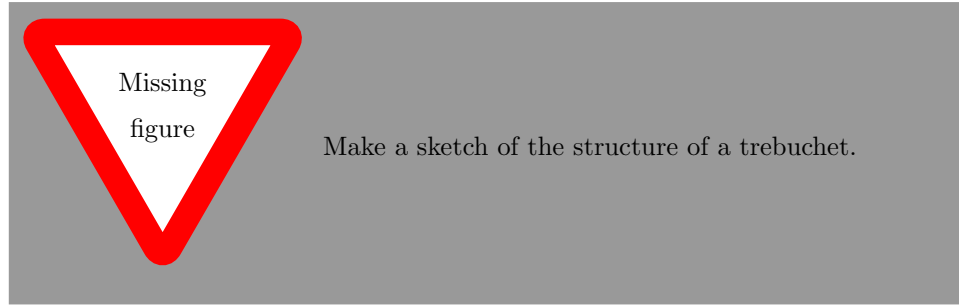 Missing
figure
Make a sketch of the structure of a trebuchet.